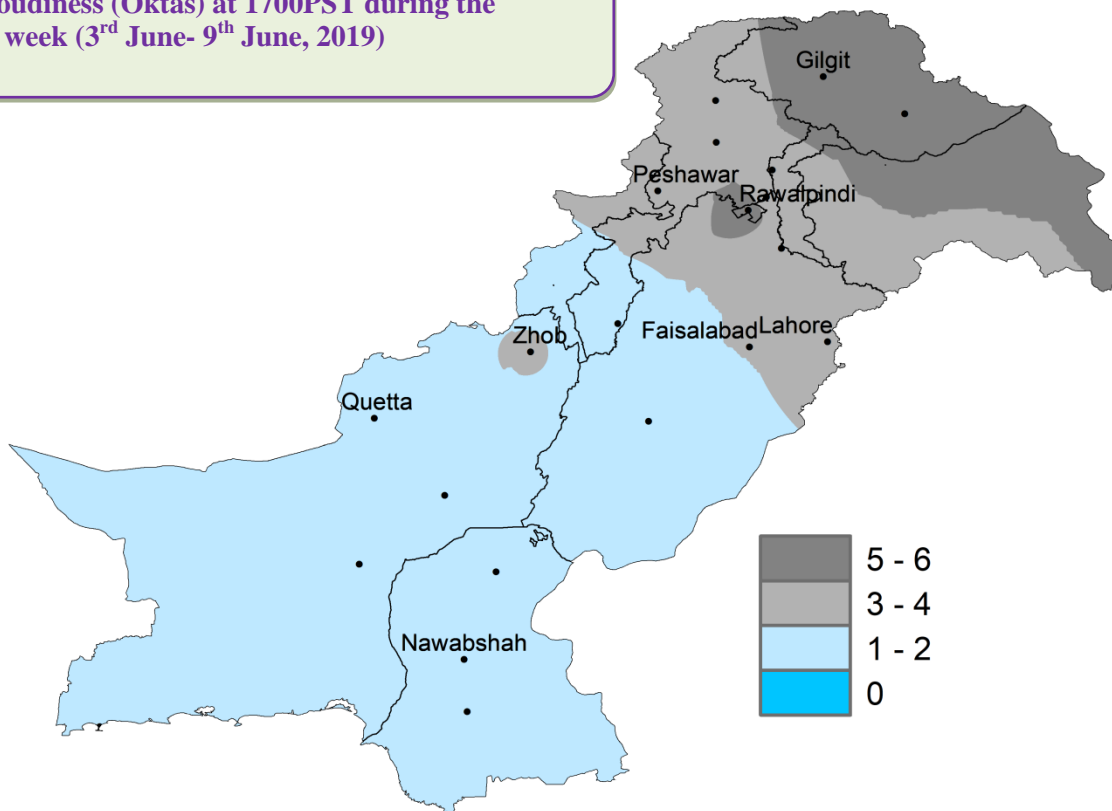 (Oktas) at 1700PST during the
week (3rd June- 9th June, 2019)
Gilgit
Peshawar
Rawalpindi
Zhob
Faisalabad
Lahore
Quetta
Nawabshah
5 - 6
3 - 4
1 - 2
0